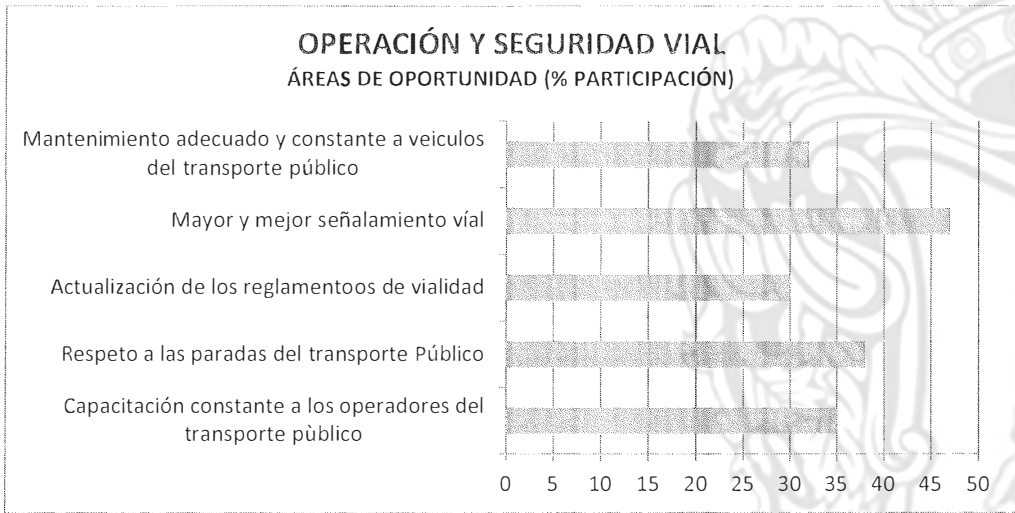 OPERACIÓN Y SEGURIDAD VIAL
ÁREAS DE OPORTUNIDAD (% PARTICIPACIÓN)
Mantenimiento adecuado y constante a veiculos
del transporte público
Mayor y mejor señalamiento víal
Actualización de los reglamentoos de vialidad
Respeto a las paradas del transporte Público
Capacitación constante a los operadores del
transporte pùblico
0 5 10 15 20 25 30 35 40 45 50